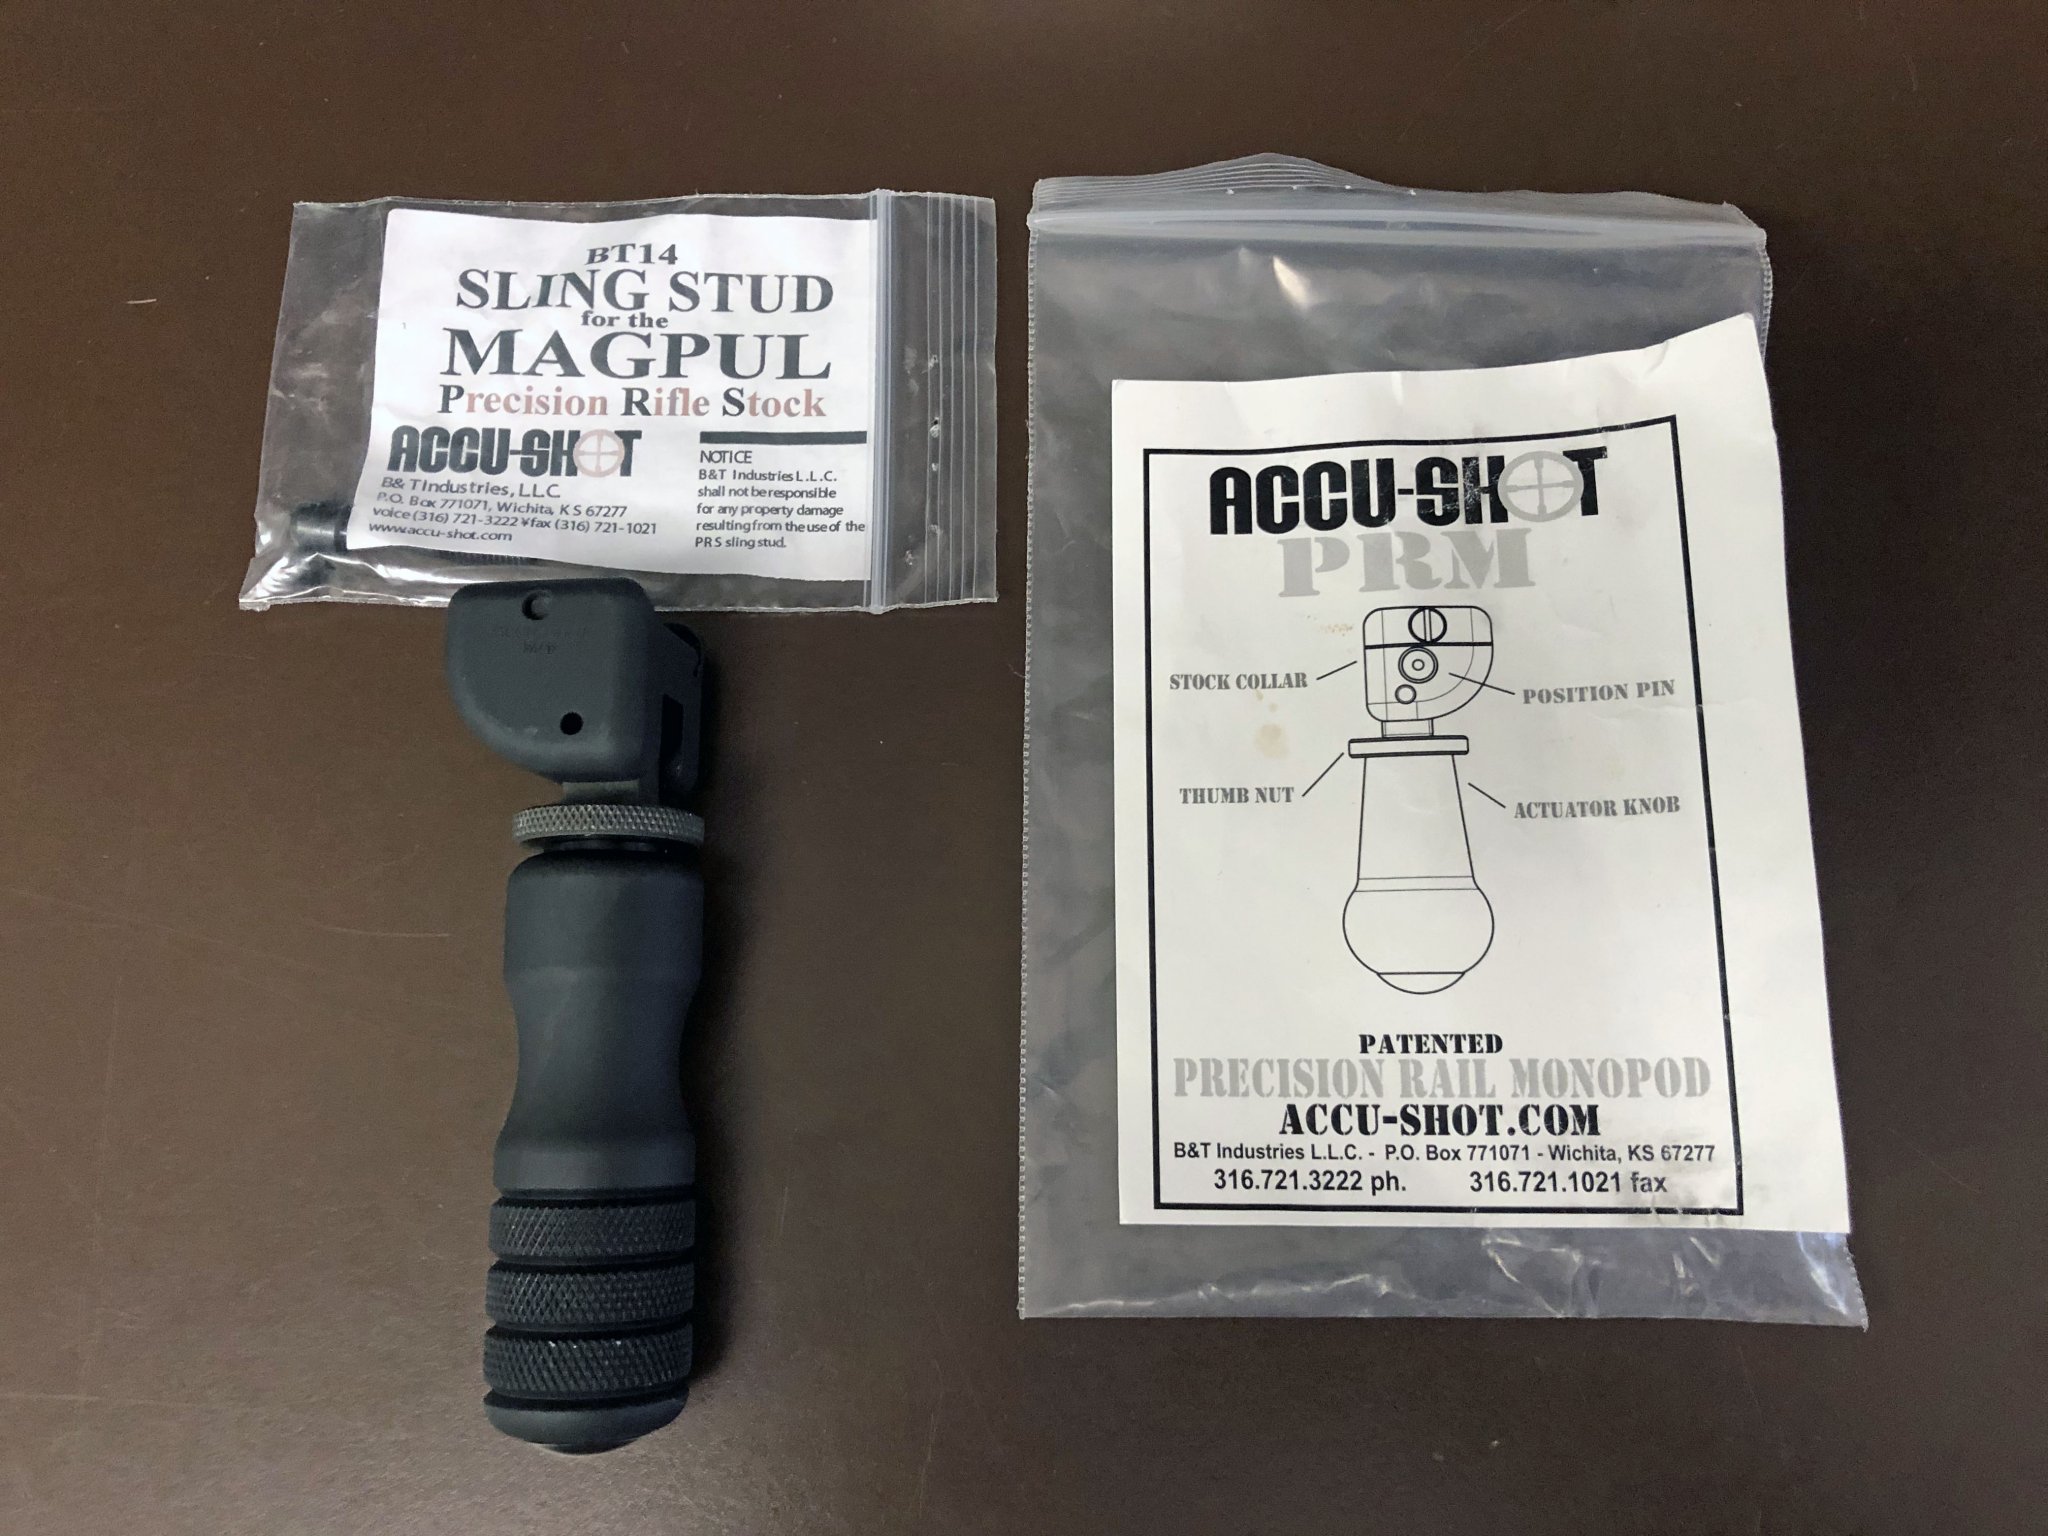 BT14
SLING STUD
for the
MAGPUL
Precision Rifle Stock
ACCU-SHOT
B&T Industries, LLC
P.O. Box 771071, Wichita, KS 67277
voice (316) 721-3222 ¥ fax (316) 721-1021
www.accu-shot.com
NOTICE
B&T Industries L.L.C.
shall not be responsible
for any property damage
resulting from the use of the
PRS sling stud.
ACCU-SHOT
PRM
STOCK COLLAR
POSITION PIN
THUMB NUT
ACTUATOR KNOB
PATENTED
PRECISION RAIL MONOPOD
ACCU-SHOT.COM
B&T Industries L.L.C. - P.O. Box 771071 - Wichita, KS 67277
316.721.3222 ph. 316.721.1021 fax